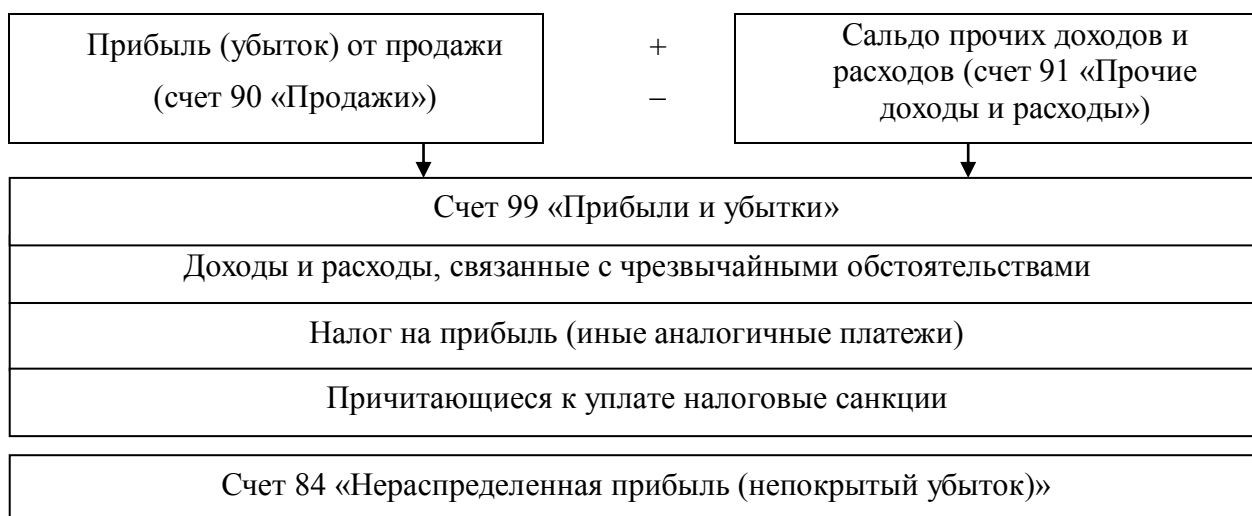 Прибыль (убыток) от продажи
(счет 90 «Продажи»)
+
–
Сальдо прочих доходов и
расходов (счет 91 «Прочие
доходы и расходы»)
Счет 99 «Прибыли и убытки»
Доходы и расходы, связанные с чрезвычайными обстоятельствами
Налог на прибыль (иные аналогичные платежи)
Причитающиеся к уплате налоговые санкции
Счет 84 «Нераспределенная прибыль (непокрытый убыток)»